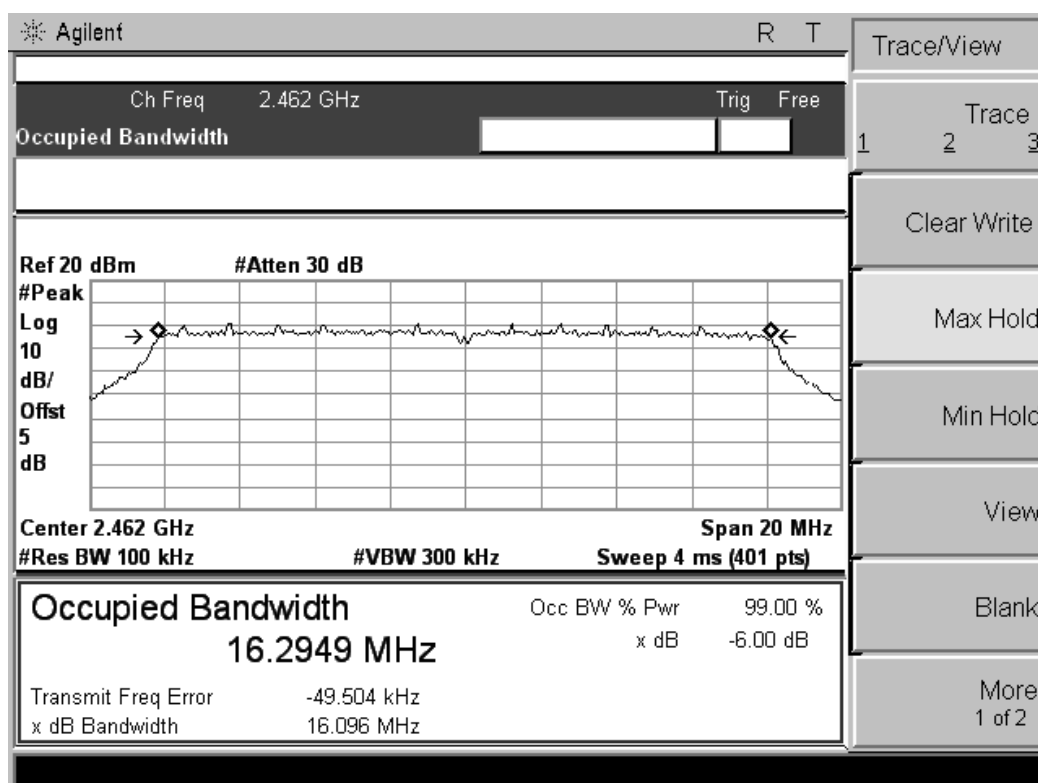 Agilent R T
Trace/View
Ch Freq 2.462 GHz Trig Free
Occupied Bandwidth
Trace
1 2 3
Clear Write
Ref 20 dBm #Atten 30 dB
#Peak
Log
10
dB/
Offst
5
dB
Max Hold
Min Hold
Center 2.462 GHz Span 20 MHz
#Res BW 100 kHz #VBW 300 kHz Sweep 4 ms (401 pts)
View
Occupied Bandwidth
16.2949 MHz
Occ BW % Pwr 99.00 %
x dB -6.00 dB
Transmit Freq Error -49.504 kHz
x dB Bandwidth 16.096 MHz
Blank
More
1 of 2